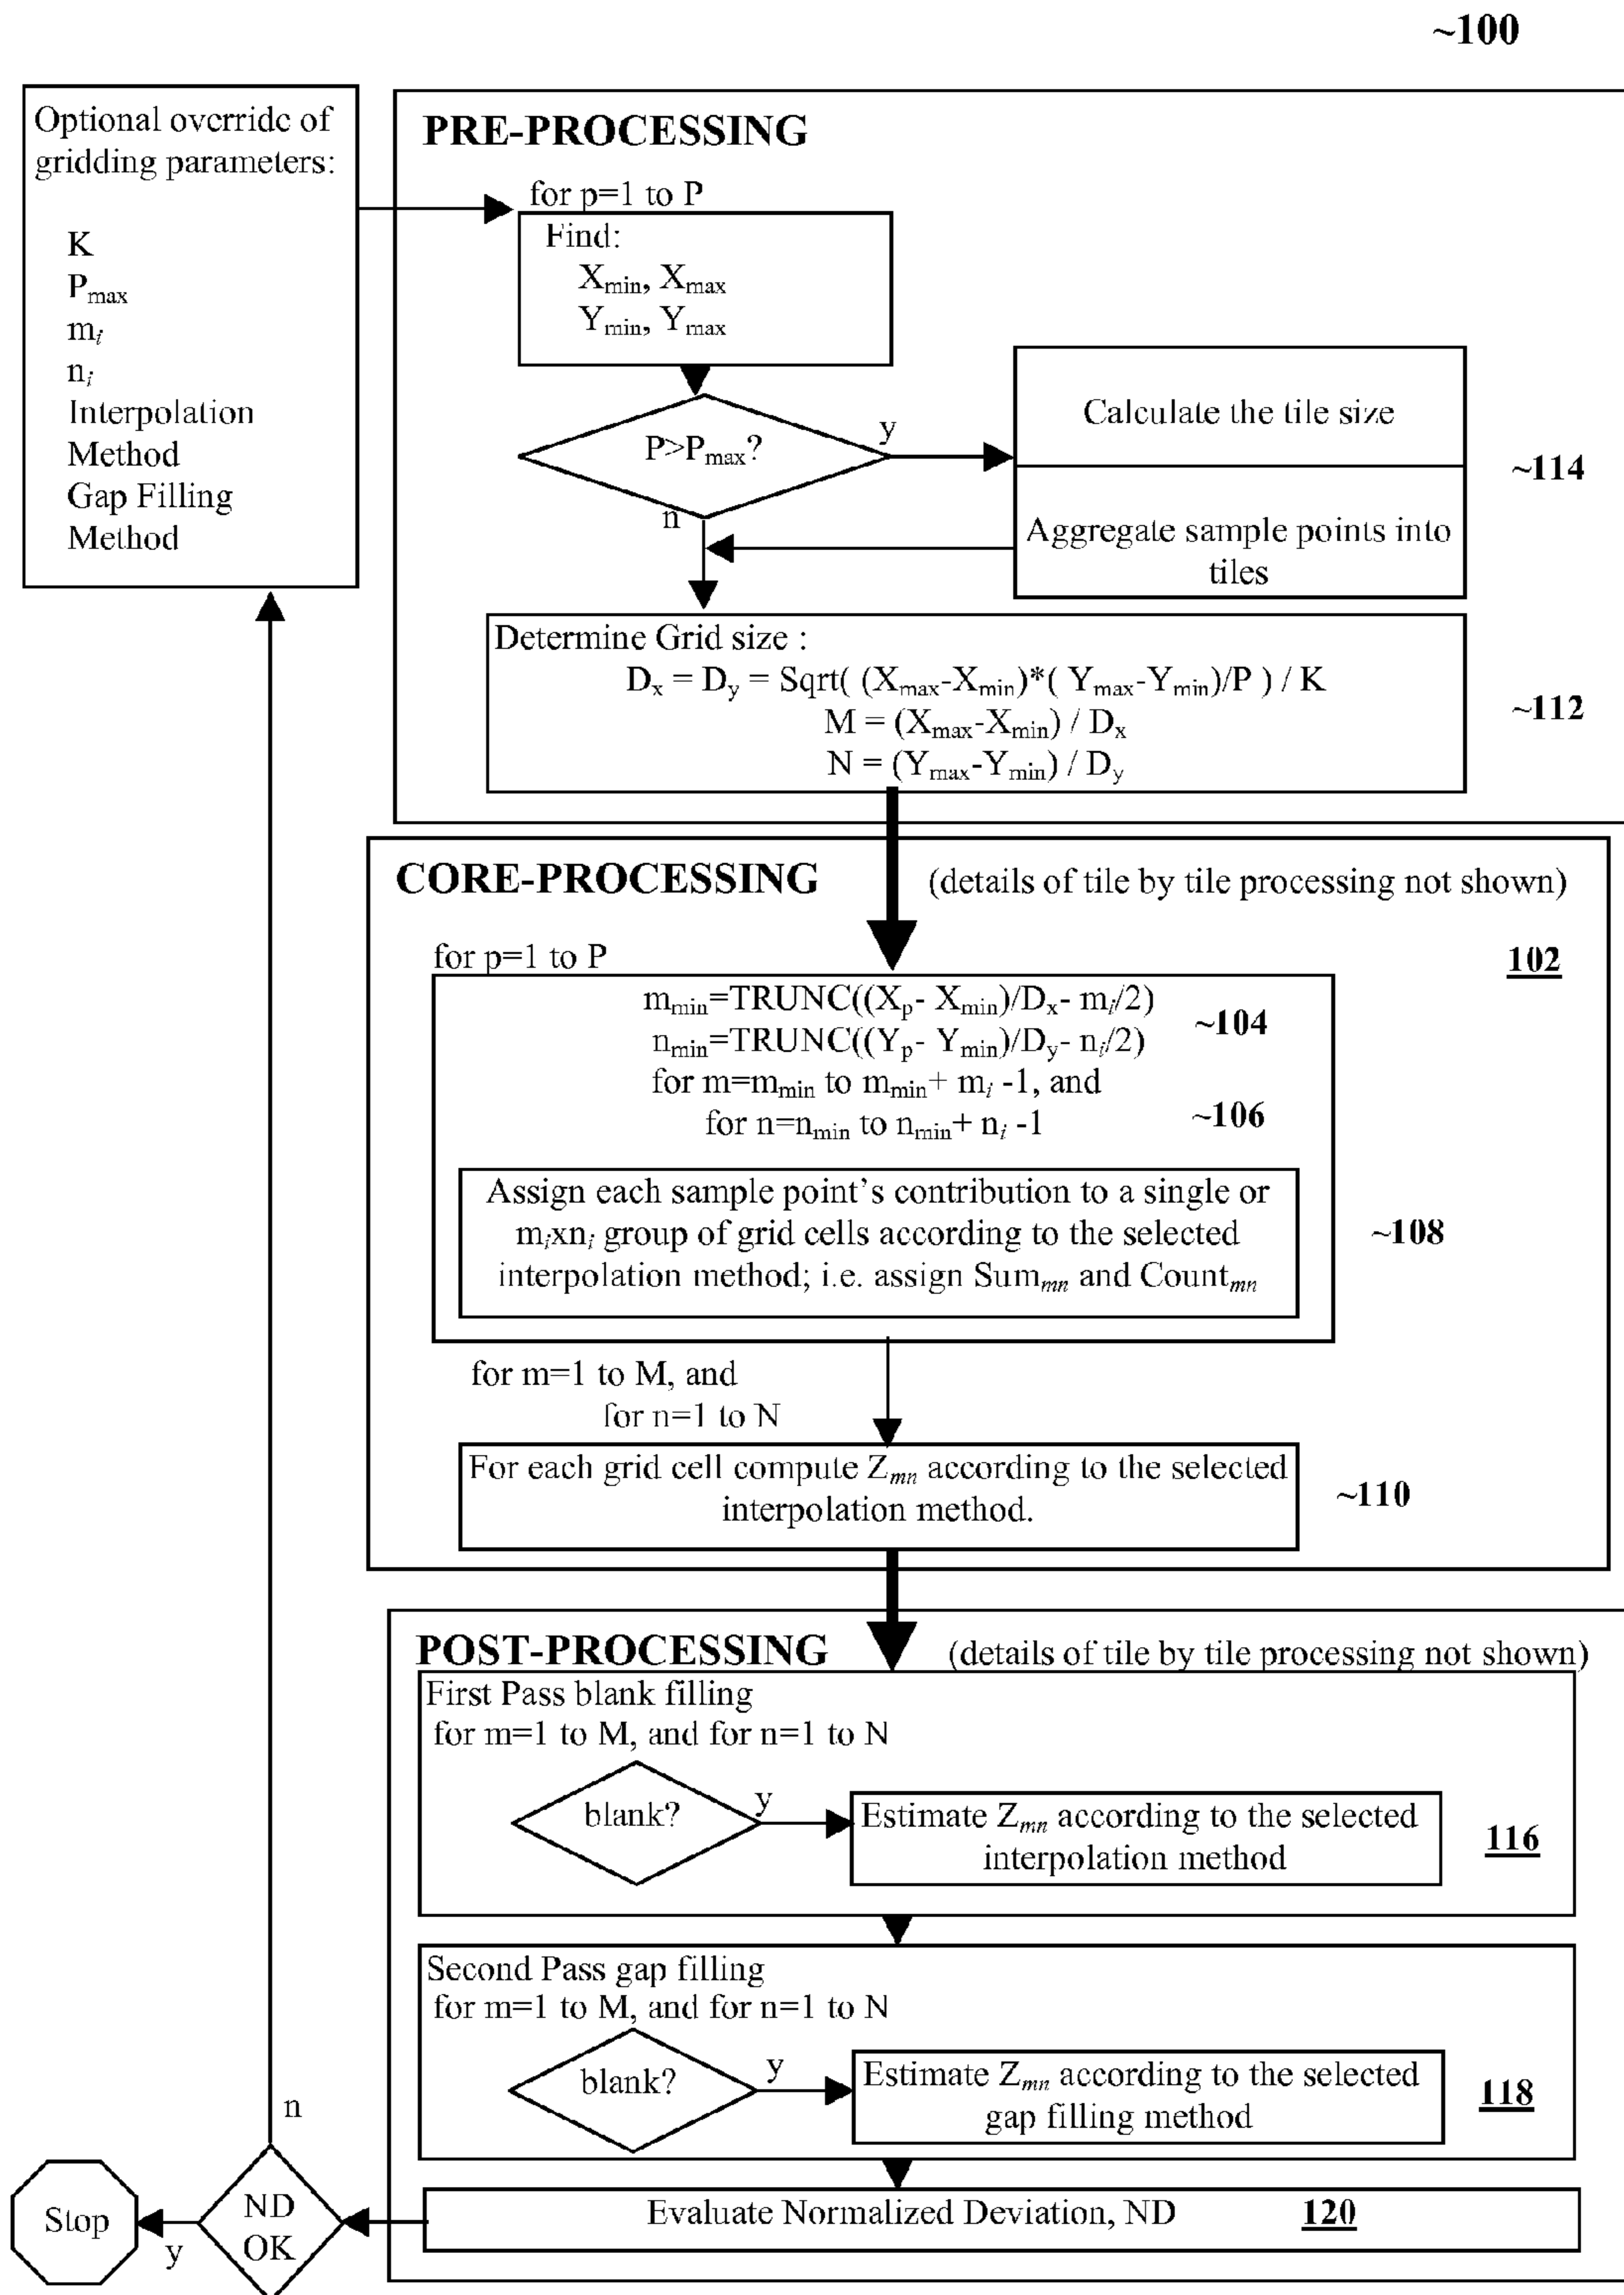 ~100
Optional override of
gridding parameters:
K
Pmax
mi
ni
Interpolation
Method
Gap Filling
Method
PRE-PROCESSING
for p=1 to P
Find:
Xmin, Xmax
Ymin, Ymax
P>Pmax?
y
n
Calculate the tile size
Aggregate sample points into
tiles
~114
Determine Grid size :
Dx = Dy = Sqrt( (Xmax-Xmin)*( Ymax-Ymin)/P ) / K
M = (Xmax-Xmin) / Dx
N = (Ymax-Ymin) / Dy
~112
CORE-PROCESSING (details of tile by tile processing not shown)
102
for p=1 to P
mmin=TRUNC((Xp- Xmin)/Dx- mi/2)
nmin=TRUNC((Yp- Ymin)/Dy- ni/2)
~104
for m=mmin to mmin+ mi -1, and
for n=nmin to nmin+ ni -1
~106
Assign each sample point's contribution to a single or
mixni group of grid cells according to the selected
interpolation method; i.e. assign Summn and Countmn
~108
for m=1 to M, and
for n=1 to N
For each grid cell compute Zmn according to the selected
interpolation method.
~110
POST-PROCESSING (details of tile by tile processing not shown)
First Pass blank filling
for m=1 to M, and for n=1 to N
blank?
y
Estimate Zmn according to the selected
interpolation method
116
Second Pass gap filling
for m=1 to M, and for n=1 to N
blank?
y
Estimate Zmn according to the selected
gap filling method
118
Evaluate Normalized Deviation, ND 120
n
ND
OK
y
Stop